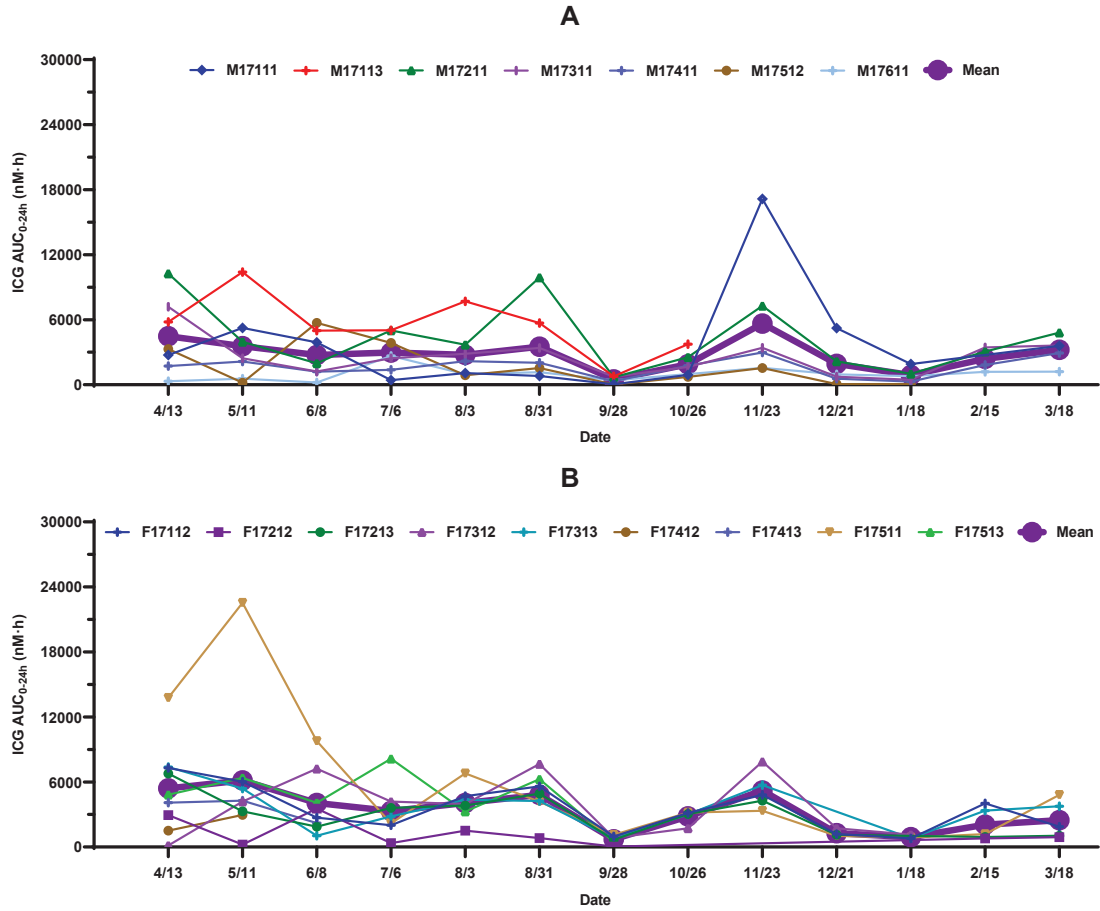 A
30000
24000
18000
12000
6000
0
ICG AUC0-24h (nM·h)
M17111 M17113 M17211 M17311 M17411 M17512 M17611 Mean
4/13 5/11 6/8 7/6 8/3 8/31 9/28 10/26 11/23 12/21 1/18 2/15 3/18
Date
B
30000
24000
18000
12000
6000
0
ICG AUC0-24h (nM·h)
F17112 F17212 F17213 F17312 F17313 F17412 F17413 F17511 F17513 Mean
4/13 5/11 6/8 7/6 8/3 8/31 9/28 10/26 11/23 12/21 1/18 2/15 3/18
Date